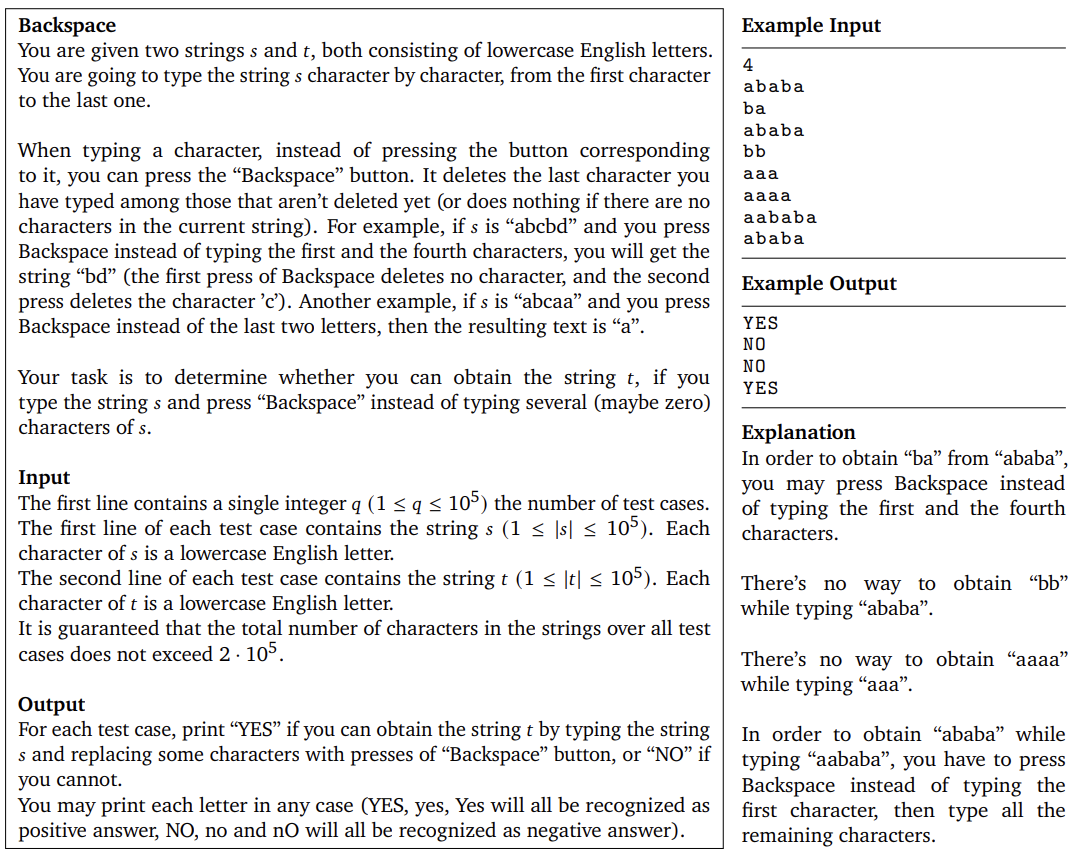 Backspace
You are given two strings s and t, both consisting of lowercase English letters.
You are going to type the string s character by character, from the first character
to the last one.
When typing a character, instead of pressing the button corresponding
to it, you can press the “Backspace” button. It deletes the last character you
have typed among those that aren’t deleted yet (or does nothing if there are no
characters in the current string). For example, if s is “abcbd” and you press
Backspace instead of typing the first and the fourth characters, you will get the
string “bd” (the first press of Backspace deletes no character, and the second
press deletes the character ’c’). Another example, if s is “abcaa” and you press
Backspace instead of the last two letters, then the resulting text is “a”.
Your task is to determine whether you can obtain the string t, if you
type the string s and press “Backspace” instead of typing several (maybe zero)
characters of s.
Input
The first line contains a single integer q (1 ≤ q ≤ 10⁵) the number of test cases.
The first line of each test case contains the string s (1 ≤ |s| ≤ 10⁵). Each
character of s is a lowercase English letter.
The second line of each test case contains the string t (1 ≤ |t| ≤ 10⁵). Each
character of t is a lowercase English letter.
It is guaranteed that the total number of characters in the strings over all test
cases does not exceed 2 · 10⁵.
Output
For each test case, print “YES” if you can obtain the string t by typing the string
s and replacing some characters with presses of “Backspace” button, or “NO” if
you cannot.
You may print each letter in any case (YES, yes, Yes will all be recognized as
positive answer, NO, no and nO will all be recognized as negative answer).
Example Input
4
ababa
ba
ababa
bb
aaa
aaaa
aababa
ababa
Example Output
YES
NO
NO
YES
Explanation
In order to obtain “ba” from “ababa”,
you may press Backspace instead
of typing the first and the fourth
characters.
There’s no way to obtain “bb”
while typing “ababa”.
There’s no way to obtain “aaaa”
while typing “aaa”.
In order to obtain “ababa” while
typing “aababa”, you have to press
Backspace instead of typing the
first character, then type all the
remaining characters.